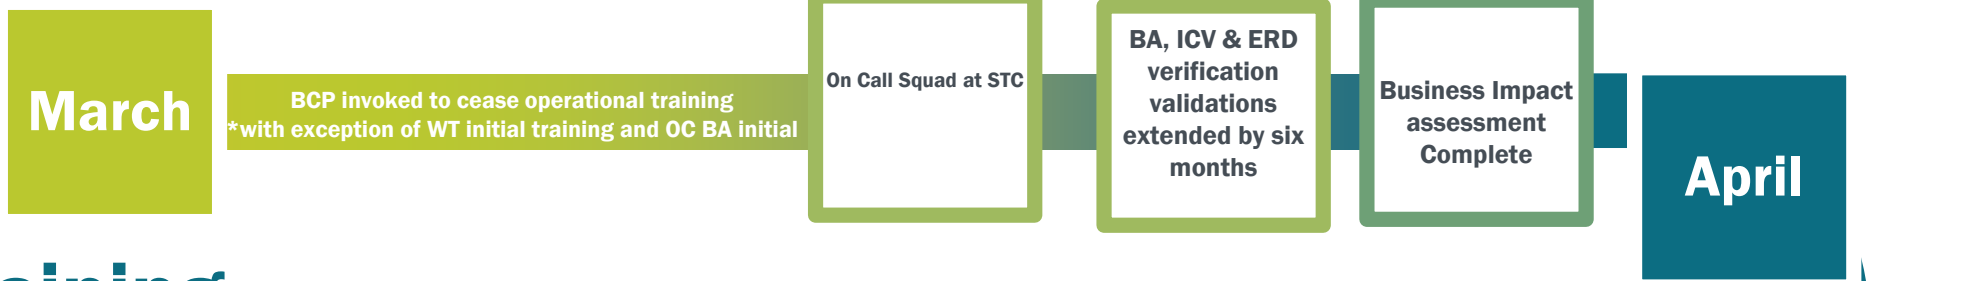 March
BCP invoked to cease operational training
*with exception of WT initial training and OC BA initial
On Call Squad at STC
BA, ICV & ERD
verification
validations
extended by six
months
Business Impact
assessment
Complete
April